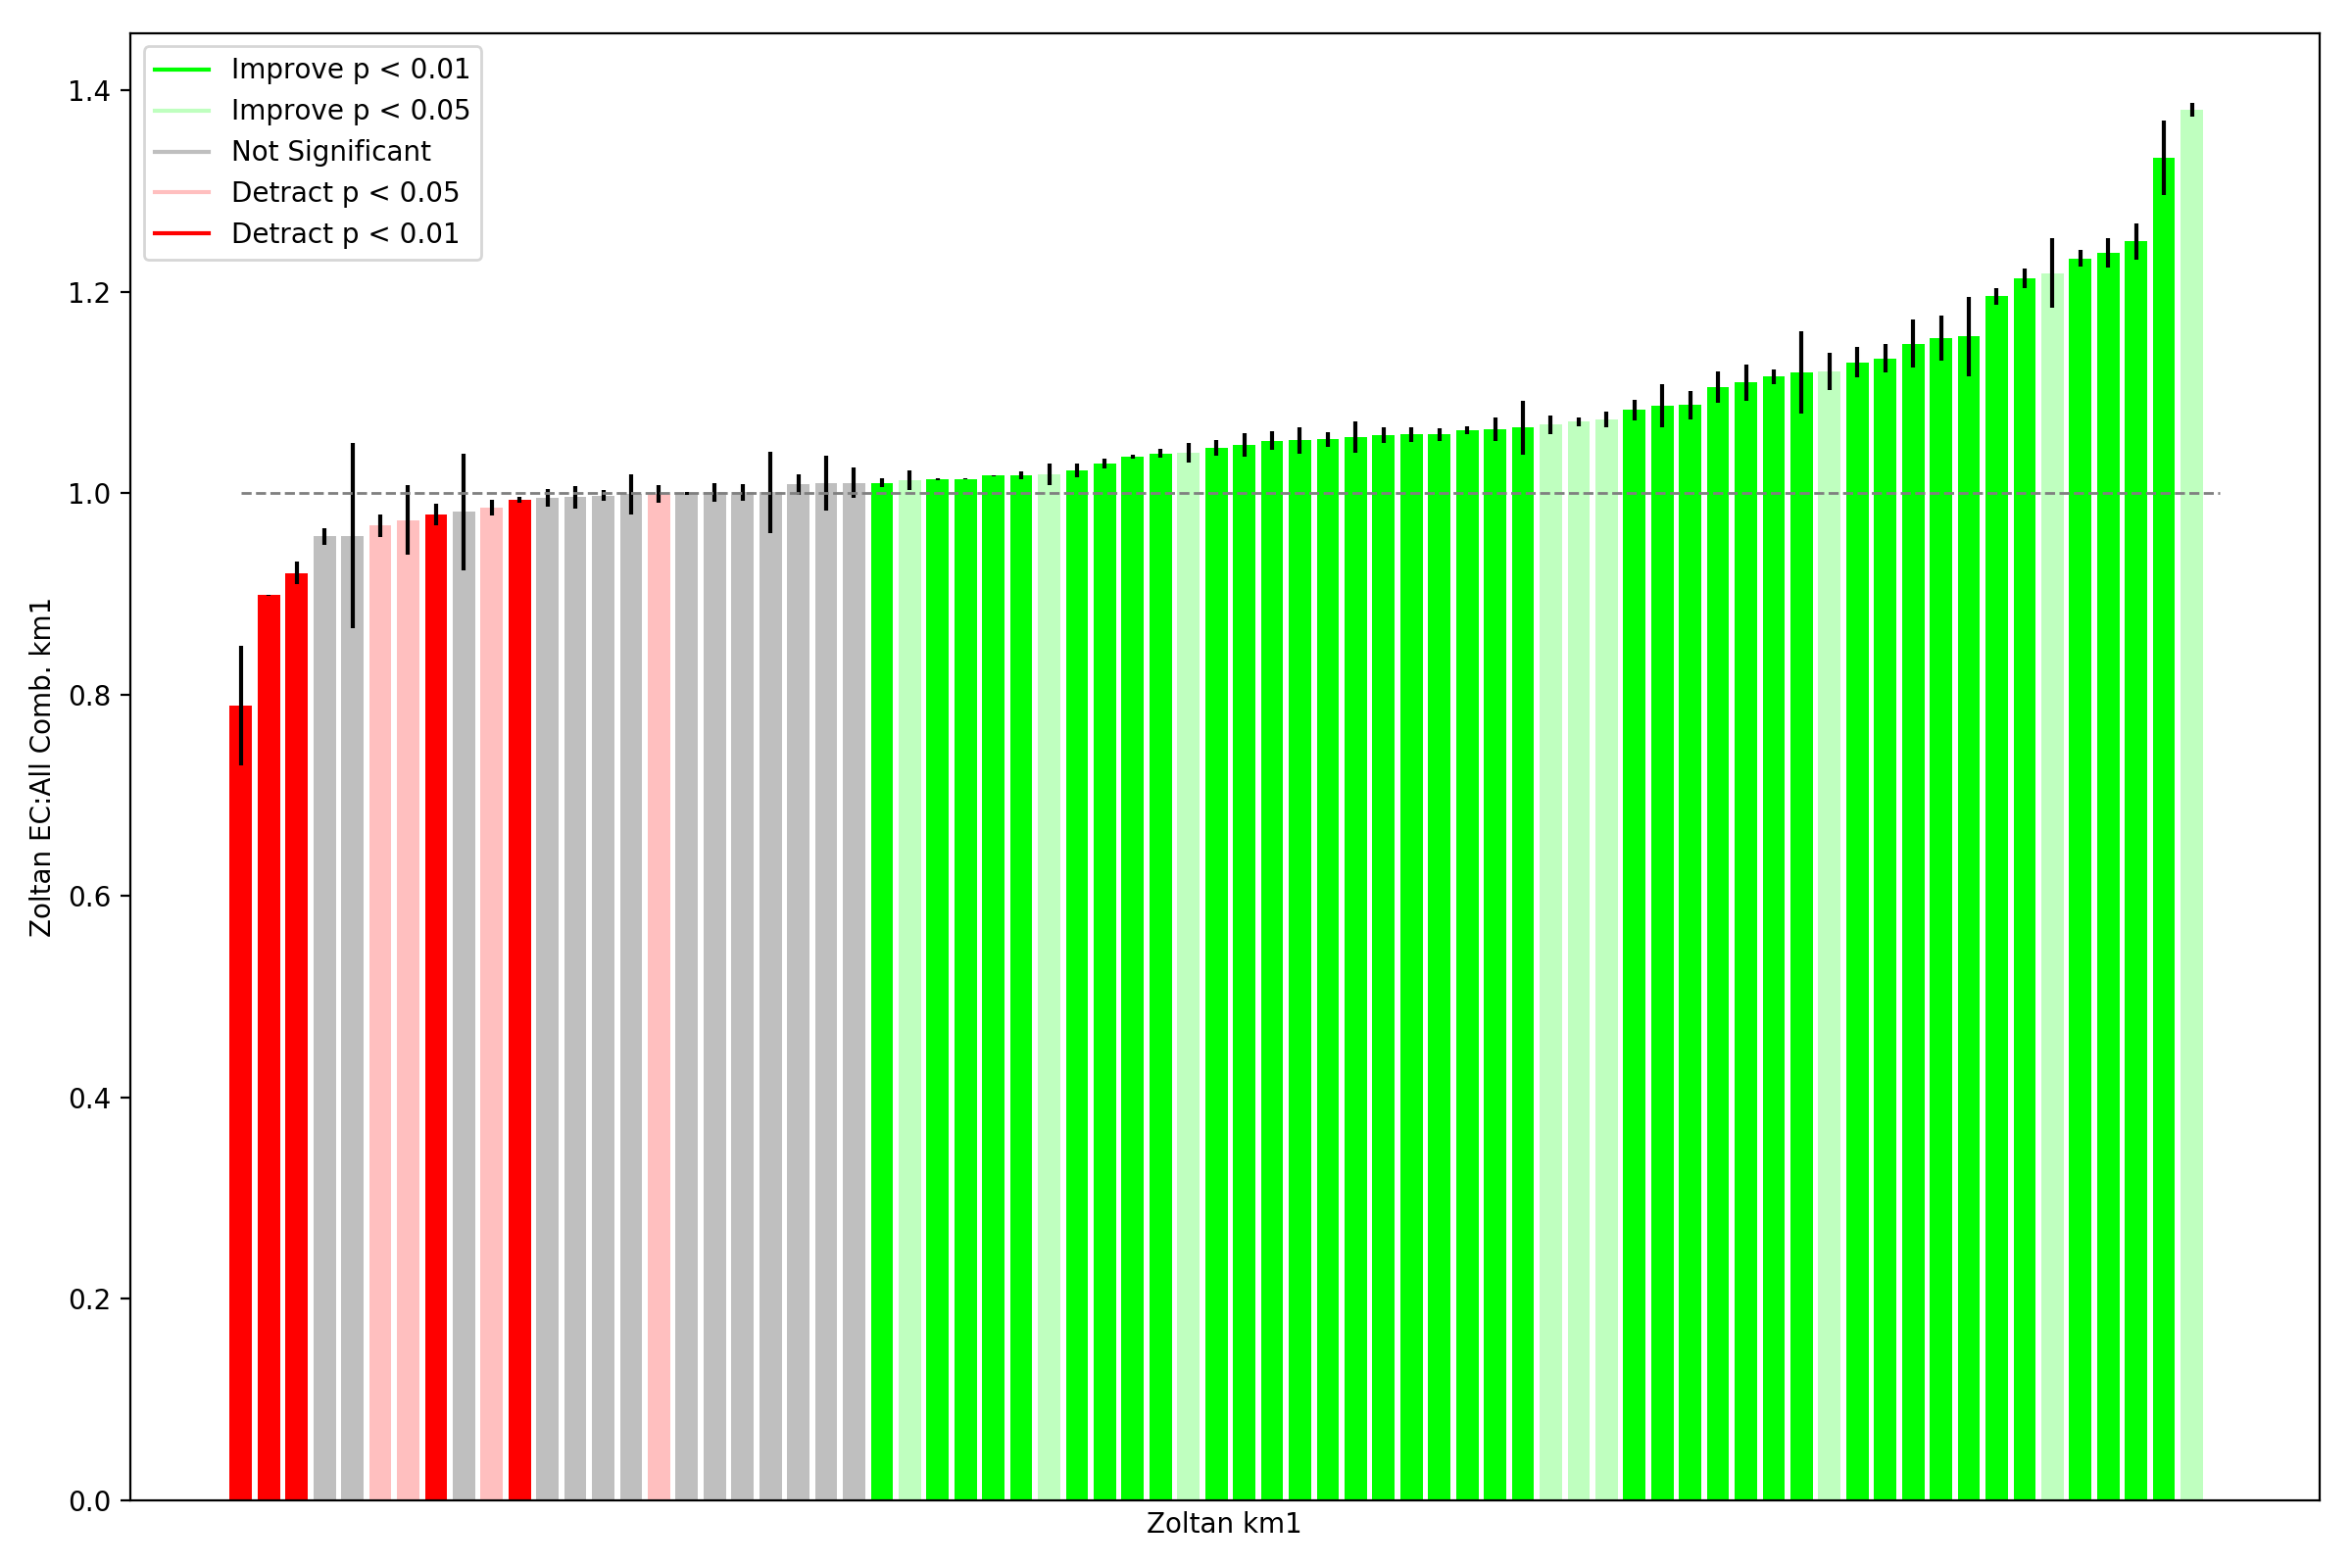 Improve p < 0.01
Improve p < 0.05
Not Significant
Detract p < 0.05
Detract p < 0.01
1.4
1.2
1.0
0.8
0.6
0.4
0.2
0.0
Zoltan EC:All Comb. km1
Zoltan km1